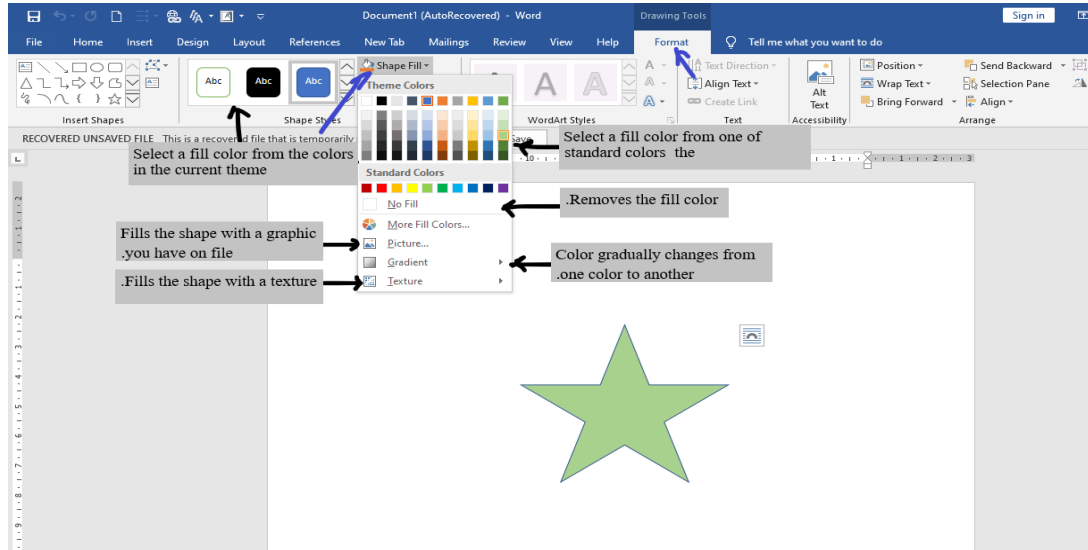 Document1 (AutoRecovered) - Word
Drawing Tools
Sign in
File Home Insert Design Layout References New Tab Mailings Review View Help Format Tell me what you want to do
Abc Abc Abc
Shape Fill
A A
A
A
A
Text Direction
Align Text
Create Link
Alt
Text
Position
Wrap Text
Bring Forward
Send Backward
Selection Pane
Align
Insert Shapes Shape Styles WordArt Styles Text Accessibility Arrange
RECOVERED UNSAVED FILE This is a recovered file that is temporarily
Save
Theme Colors
Standard Colors
No Fill
More Fill Colors...
Picture...
Gradient
Texture
Select a fill color from the colors
in the current theme
Select a fill color from one of
standard colors the
.Removes the fill color
Fills the shape with a graphic
.you have on file
Color gradually changes from
.one color to another
.Fills the shape with a texture